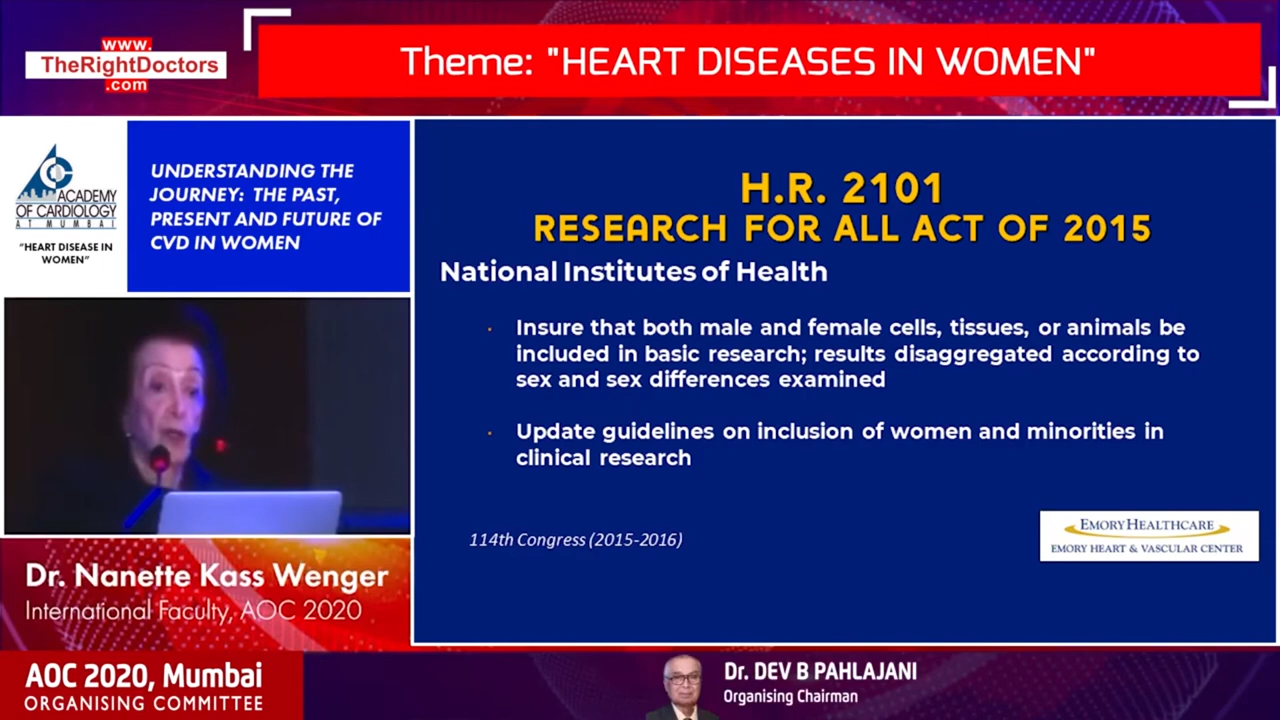 www.
TheRightDoctors
.com
Theme: "HEART DISEASES IN WOMEN"
ACADEMY
OF CARDIOLOGY
AT MUMBAI
"HEART DISEASE IN
WOMEN"
UNDERSTANDING THE
JOURNEY: THE PAST,
PRESENT AND FUTURE OF
CVD IN WOMEN
H.R. 2101
RESEARCH FOR ALL ACT OF 2015
National Institutes of Health
· Insure that both male and female cells, tissues, or animals be
included in basic research; results disaggregated according to
sex and sex differences examined
· Update guidelines on inclusion of women and minorities in
clinical research
114th Congress (2015-2016)
EMORY HEALTHCARE
EMORY HEART & VASCULAR CENTER
Dr. Nanette Kass Wenger
International Faculty, AOC 2020
AOC 2020, Mumbai
ORGANISING COMMITTEE
Dr. DEV B PAHLAJANI
Organising Chairman